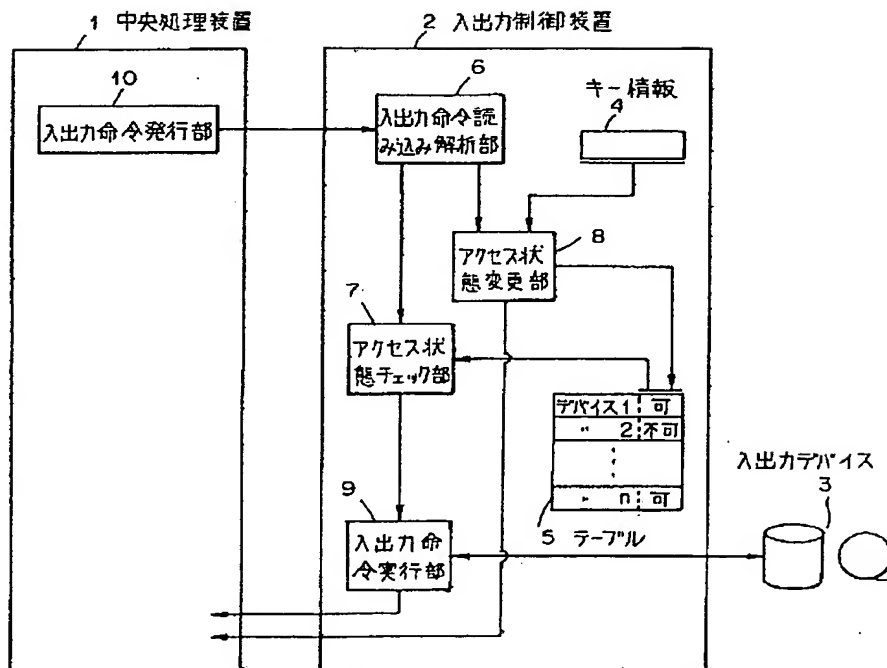 1 中央処理装置
2 入出力制御装置
10
入出力命令発行部
6
入出力命令読
み込み解析部
キー情報
4
8
アクセス状
態変更部
7
アクセス状
態チェック部
デバイス1 可
〃 2 不可
⋮
〃 n 可
5 テーブル
入出力デバイス
3
9
入出力命
令実行部